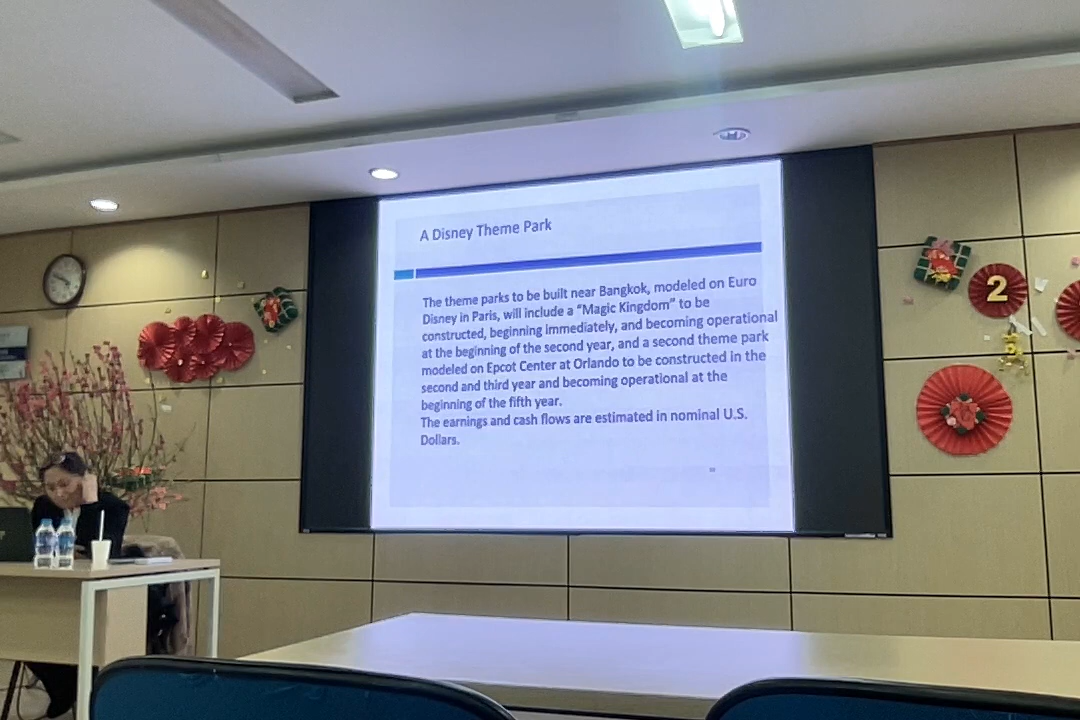 A Disney Theme Park
The theme parks to be built near Bangkok, modeled on Euro
Disney in Paris, will include a “Magic Kingdom” to be
constructed, beginning immediately, and becoming operational
at the beginning of the second year, and a second theme park
modeled on Epcot Center at Orlando to be constructed in the
second and third year and becoming operational at the
beginning of the fifth year.
The earnings and cash flows are estimated in nominal U.S.
Dollars.
2